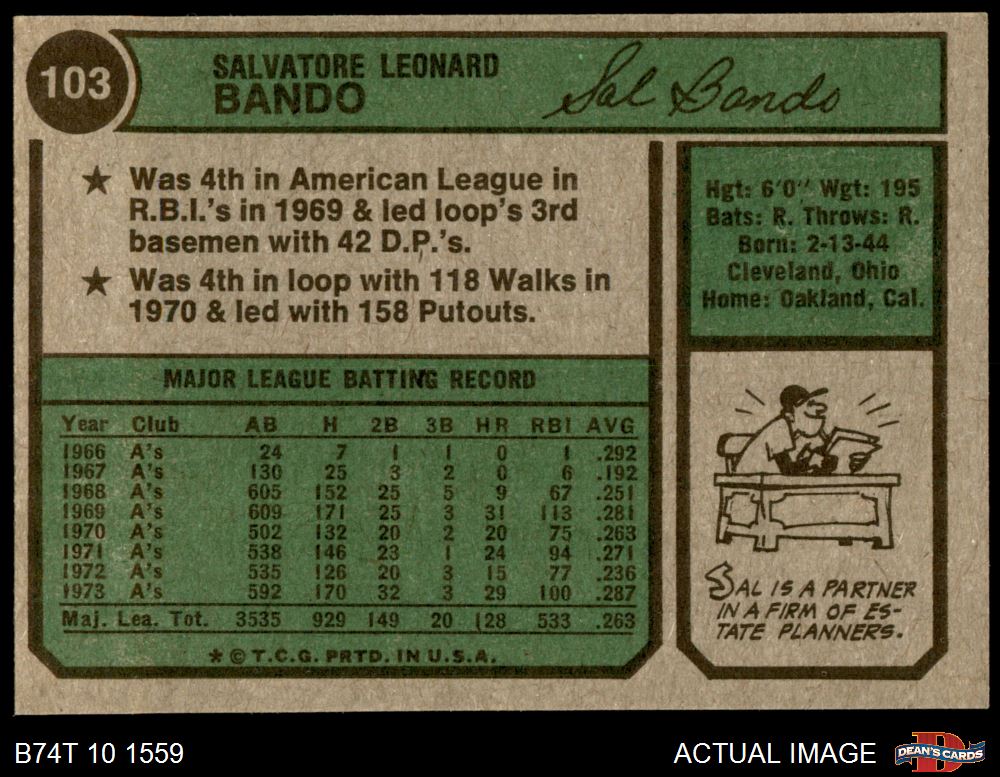 103
SALVATORE LEONARD
BANDO
Sal Bando
★ Was 4th in American League in
R.B.I.'s in 1969 & led loop's 3rd
basemen with 42 D.P.'s.
★ Was 4th in loop with 118 Walks in
1970 & led with 158 Putouts.
Hgt: 6'0" Wgt: 195
Bats: R. Throws: R.
Born: 2-13-44
Cleveland, Ohio
Home: Oakland, Cal.
MAJOR LEAGUE BATTING RECORD
Year Club AB H 2B 3B HR RBI AVG
1966 A's 24 7 1 1 0 1 .292
1967 A's 130 25 3 2 0 6 .192
1968 A's 605 152 25 5 9 67 .251
1969 A's 609 171 25 3 31 113 .281
1970 A's 502 132 20 2 20 75 .263
1971 A's 538 146 23 1 24 94 .271
1972 A's 535 126 20 3 15 77 .236
1973 A's 592 170 32 3 29 100 .287
Maj. Lea. Tot. 3535 929 149 20 128 533 .263
★ © T.C.G. PRTD. IN U.S.A.
SAL IS A PARTNER
IN A FIRM OF ES-
TATE PLANNERS.
B74T 10 1559
ACTUAL IMAGE
D
DEAN'S CARDS